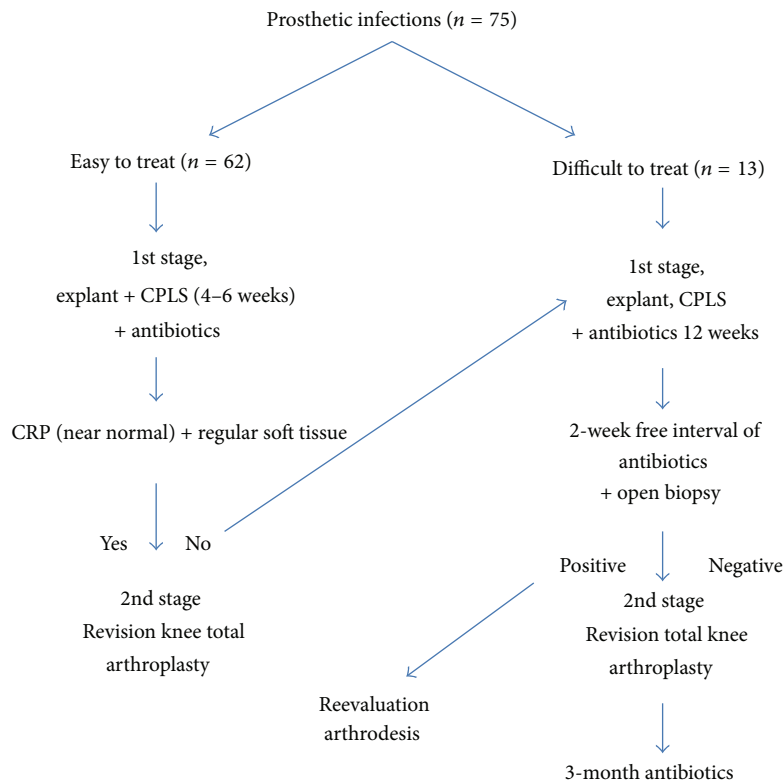 Prosthetic infections (n = 75)
Easy to treat (n = 62)
Difficult to treat (n = 13)
1st stage,
explant + CPLS (4–6 weeks)
+ antibiotics
1st stage,
explant, CPLS
+ antibiotics 12 weeks
CRP (near normal) + regular soft tissue
2-week free interval of
antibiotics
+ open biopsy
Yes
No
Positive
Negative
2nd stage
Revision knee total
arthroplasty
2nd stage
Revision total knee
arthroplasty
Reevaluation
arthrodesis
3-month antibiotics